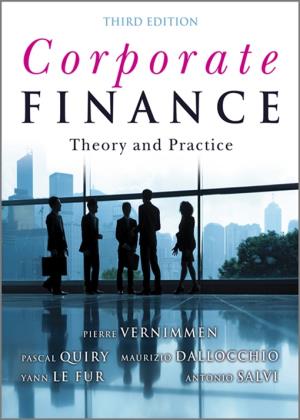 THIRD EDITION
Corporate
FINANCE
Theory and Practice
PIERRE VERNIMMEN
PASCAL QUIRY MAURIZIO DALLOCCHIO
YANN LE FUR ANTONIO SALVI